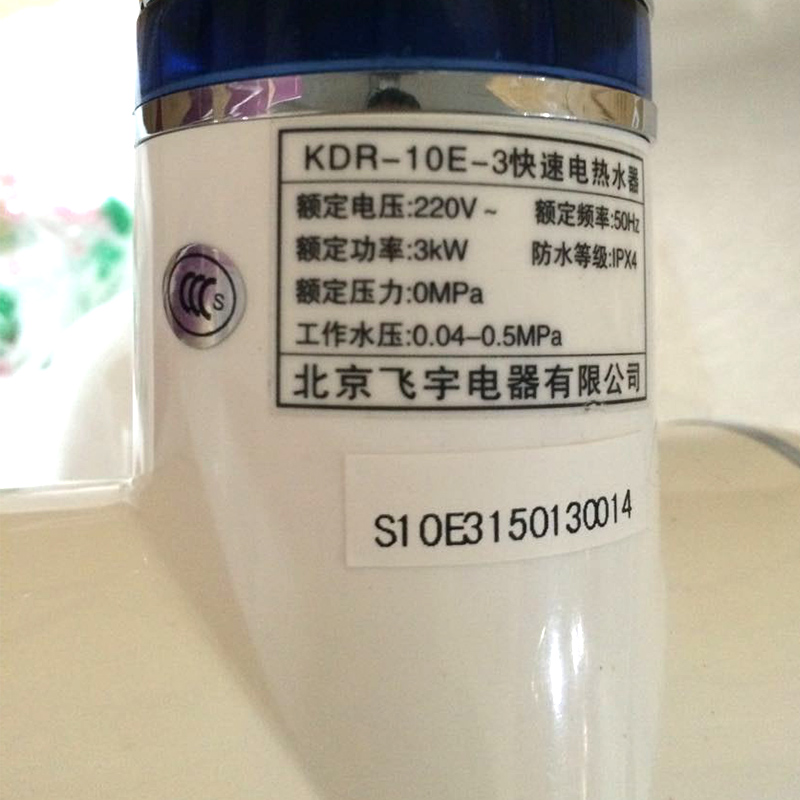 KDR-10E-3快速电热水器
额定电压:220V~ 额定频率:50Hz
额定功率:3kW 防水等级:IPX4
额定压力:0MPa
工作水压:0.04-0.5MPa
北京飞宇电器有限公司
CCC S
S10E3150130014